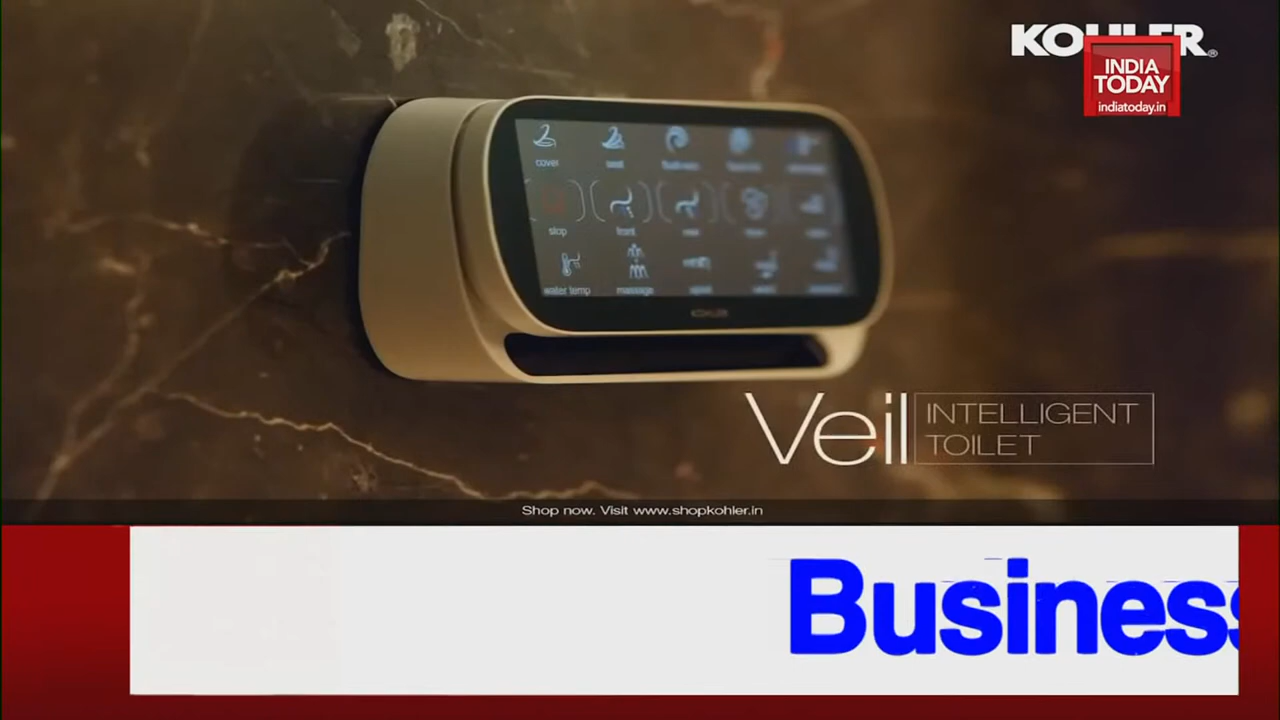 KOHLER®
INDIA
TODAY
indiatoday.in
cover
seat
stop
front
water temp
massage
KOHLER
Veil INTELLIGENT
TOILET
Shop now. Visit www.shopkohler.in
Business